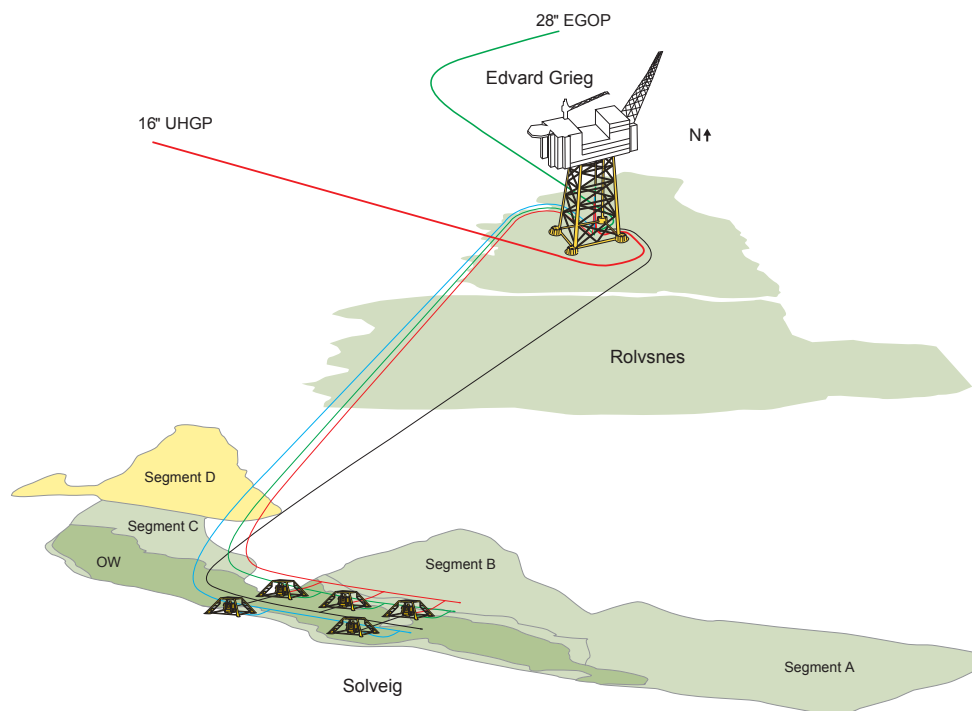 28" EGOP
Edvard Grieg
16" UHGP
N
Rolvsnes
Segment D
Segment C
OW
Segment B
Segment A
Solveig